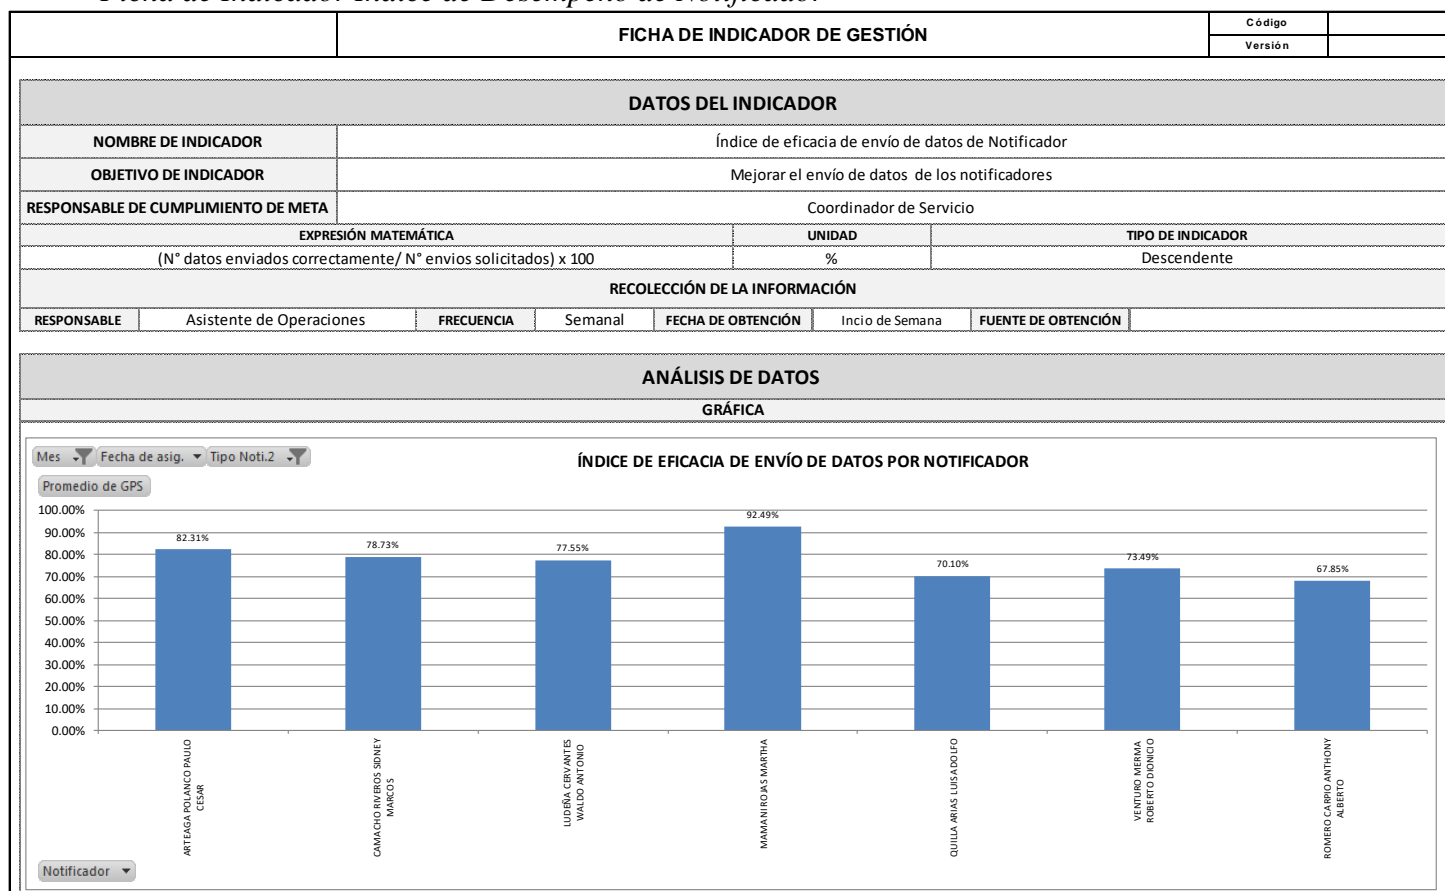 Ficha de Indicador Índice de Desempeño de Notificador
FICHA DE INDICADOR DE GESTIÓN
Código
Versión
DATOS DEL INDICADOR
NOMBRE DE INDICADOR
Índice de eficacia de envío de datos de Notificador
OBJETIVO DE INDICADOR
Mejorar el envío de datos de los notificadores
RESPONSABLE DE CUMPLIMIENTO DE META
Coordinador de Servicio
EXPRESIÓN MATEMÁTICA
UNIDAD
TIPO DE INDICADOR
(N° datos enviados correctamente/ N° envios solicitados) x 100
%
Descendente
RECOLECCIÓN DE LA INFORMACIÓN
RESPONSABLE
Asistente de Operaciones
FRECUENCIA
Semanal
FECHA DE OBTENCIÓN
Incio de Semana
FUENTE DE OBTENCIÓN
ANÁLISIS DE DATOS
GRÁFICA
Mes
Fecha de asig.
Tipo Noti.2
ÍNDICE DE EFICACIA DE ENVÍO DE DATOS POR NOTIFICADOR
Promedio de GPS
100.00%
90.00%
80.00%
70.00%
60.00%
50.00%
40.00%
30.00%
20.00%
10.00%
0.00%
82.31%
78.73%
77.55%
92.49%
70.10%
73.49%
67.85%
ARTEAGA POLANCO PAULO
CESAR
CAMACHO RIVEROS SIDNEY
MARCOS
LUDEÑA CERVANTES
WALDO ANTONIO
MAMANI ROJAS MARTHA
QUILLA ARIAS LUIS ADOLFO
VENTURO MERMA
ROBERTO DIONICIO
ROMERO CARPIO ANTHONY
ALBERTO
Notificador